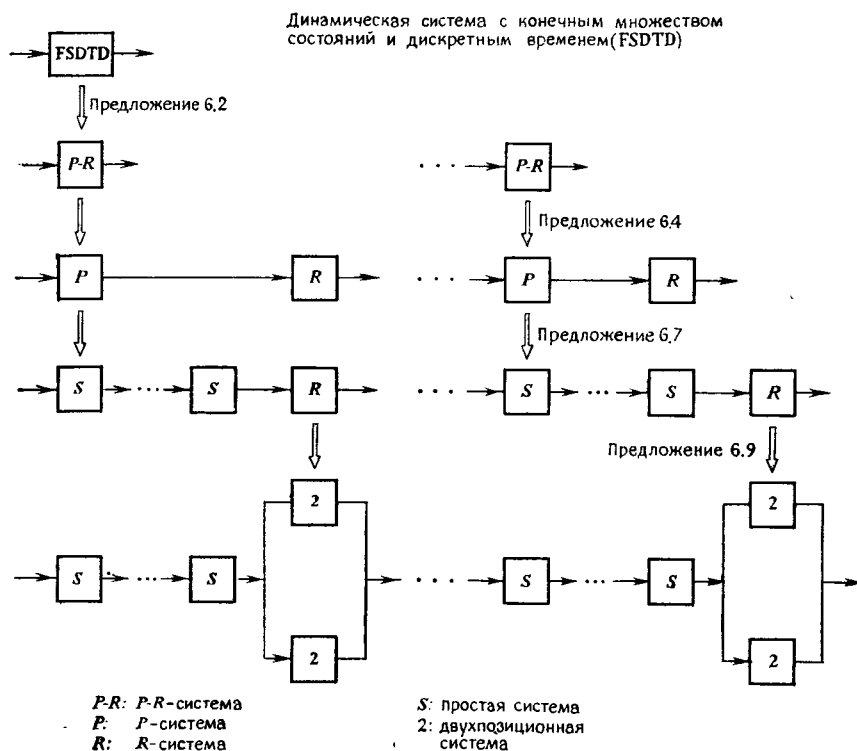 Динамическая система с конечным множеством
состояний и дискретным временем(FSDTD)
FSDTD
Предложение 6.2
P-R
· · ·
P-R
Предложение 6.4
P
R
· · ·
P
R
Предложение 6.7
S
...
S
R
· · ·
S
...
S
R
Предложение 6.9
2
2
S
...
S
· · ·
S
...
S
2
2
P-R: P-R-система
P: P-система
R: R-система
S: простая система
2: двухпозиционная
система